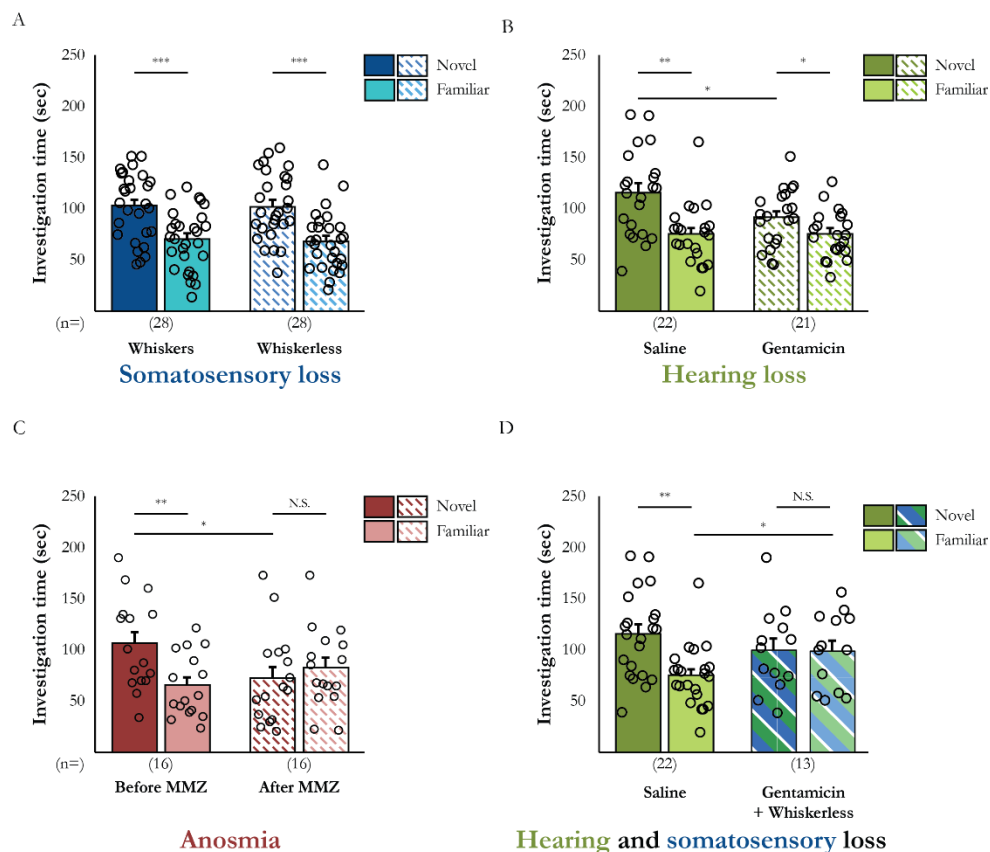 A
Investigation time (sec)
250
200
150
100
50
***
***
Novel
Familiar
(n=)
(28)
(28)
Whiskers
Whiskerless
Somatosensory loss
B
Investigation time (sec)
250
200
150
100
50
**
*
*
Novel
Familiar
(22)
(21)
Saline
Gentamicin
Hearing loss
C
Investigation time (sec)
250
200
150
100
50
**
N.S.
*
Novel
Familiar
(n=)
(16)
(16)
Before MMZ
After MMZ
Anosmia
D
Investigation time (sec)
250
200
150
100
50
**
N.S.
*
Novel
Familiar
(22)
(13)
Saline
Gentamicin
+ Whiskerless
Hearing and somatosensory loss